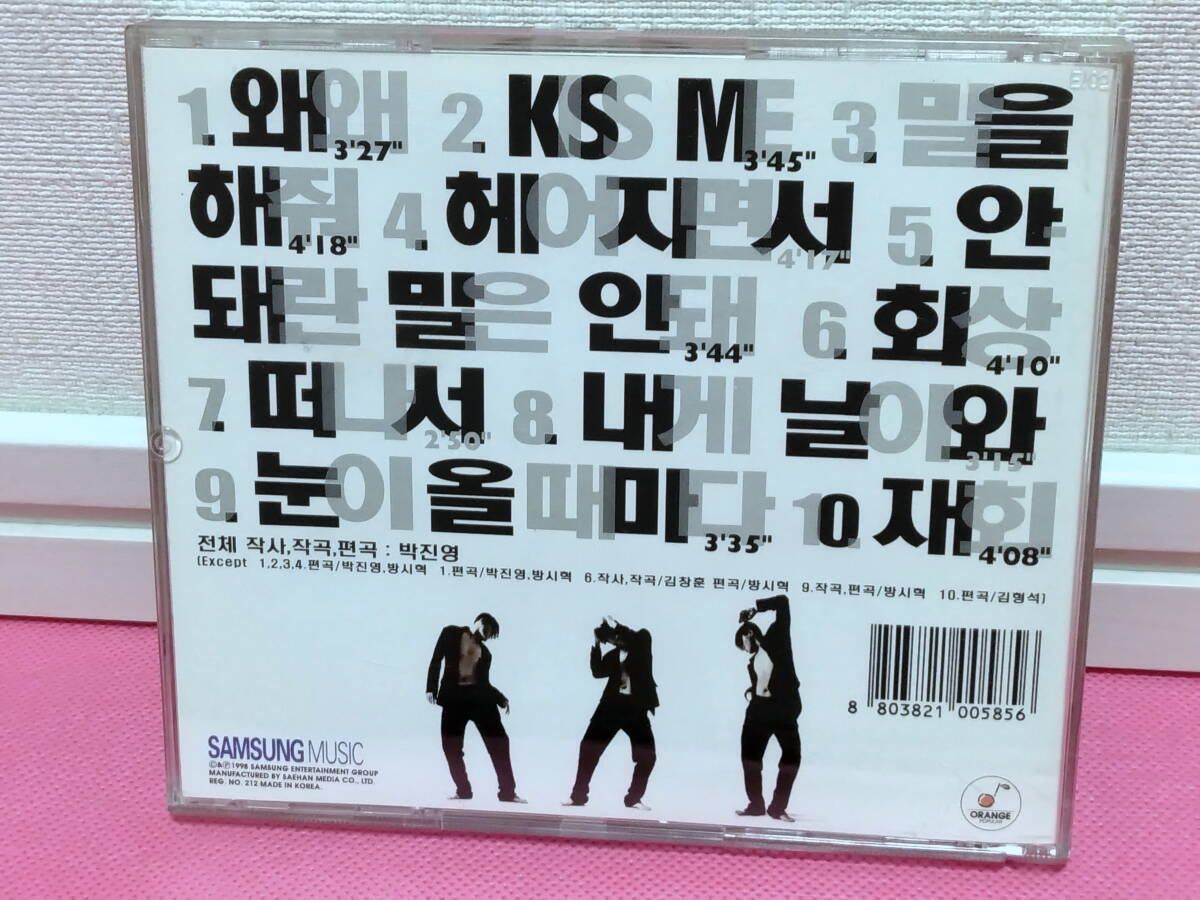 1. 왜왜 3'27" 2. KISS ME 3'45" 3. 말을
해줘 4'18" 4. 헤어지면서 4'17" 5. 안
돼란 말은 안돼 3'44" 6. 회상 4'10"
7. 떠나서 2'50" 8. 내게 날아와 3'15"
9. 눈이올때마다 3'35" 10. 재회 4'08"
전체 작사,작곡,편곡 : 박진영
(Except 1,2,3,4.편곡/박진영,방시혁 1.편곡/박진영,방시혁 6.작사,작곡/김창훈 편곡/방시혁 9.작곡,편곡/방시혁 10.편곡/김형석)
8 803821 005856
SAMSUNG MUSIC
©&℗1998 SAMSUNG ENTERTAINMENT GROUP
MANUFACTURED BY SAEHAN MEDIA CO., LTD.
REG. NO. 212 MADE IN KOREA.
ORANGE
POPULAR